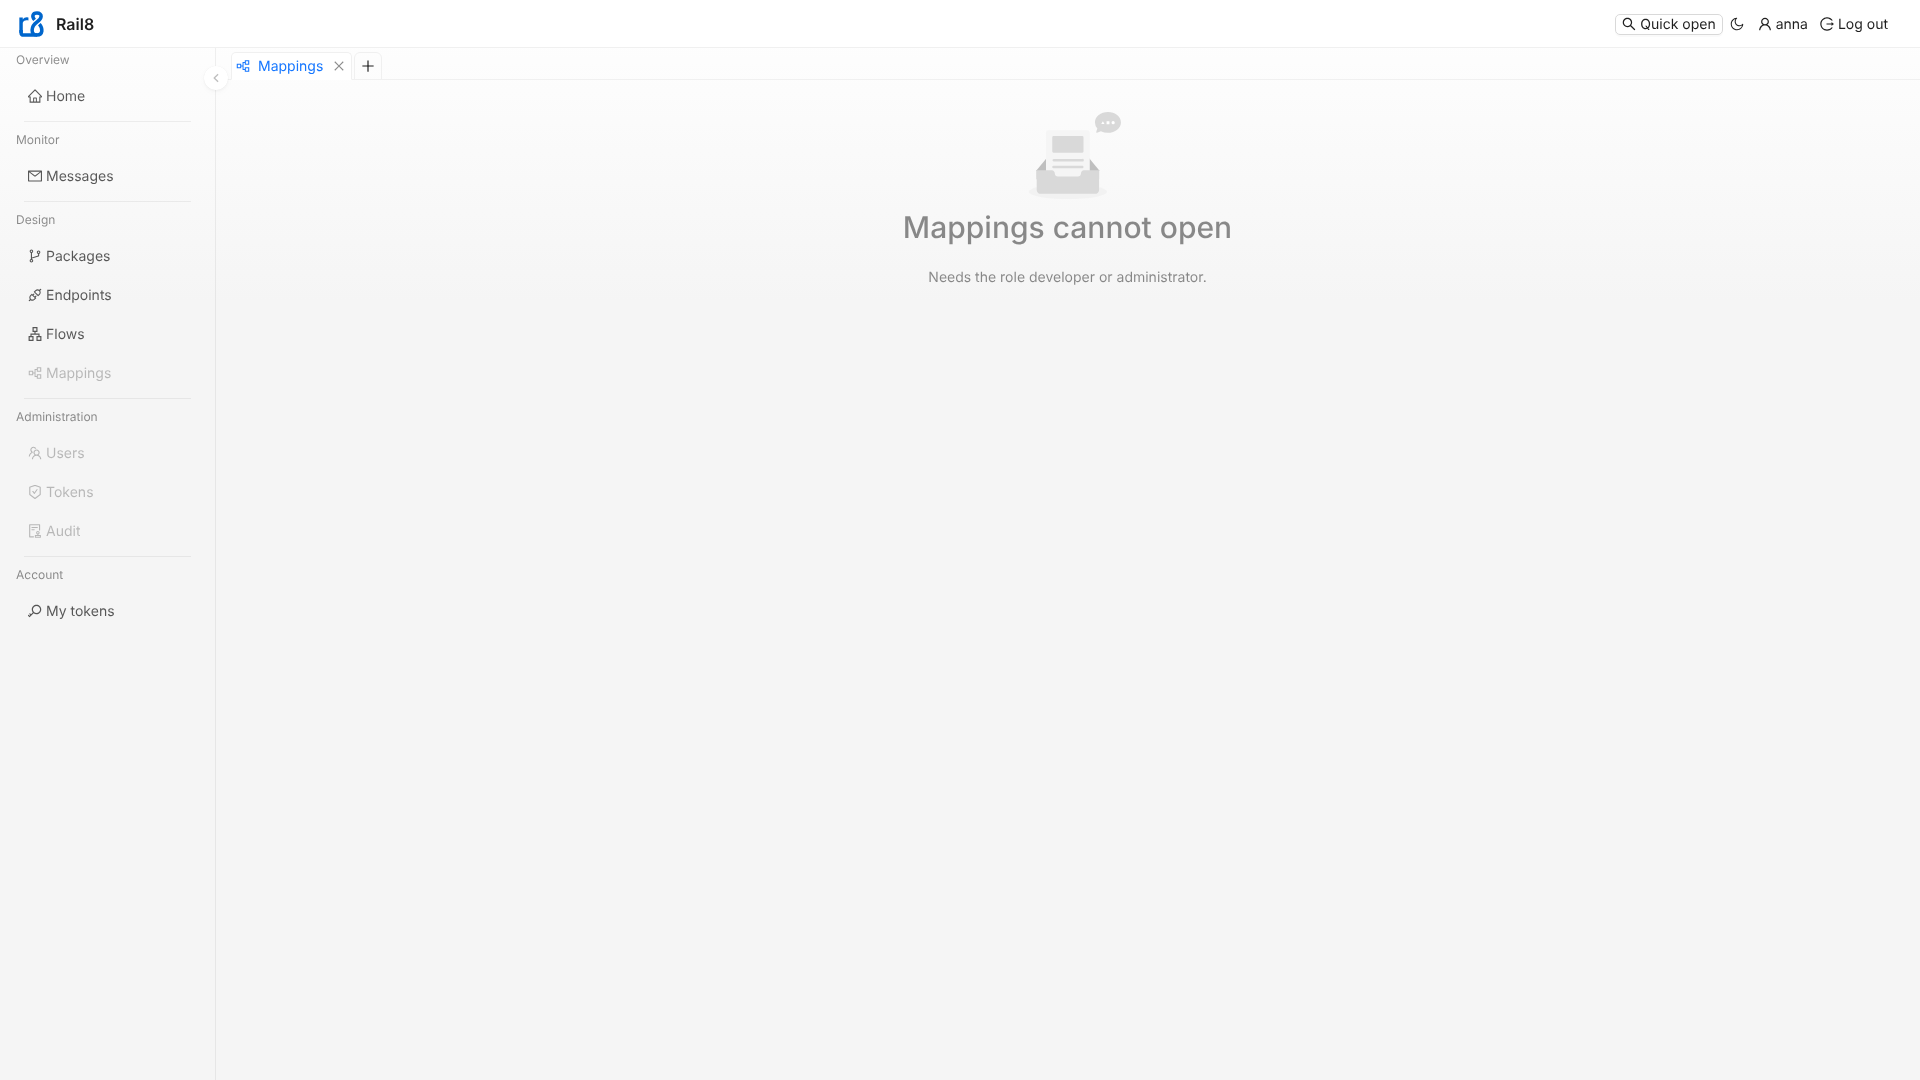 r8 Rail8
Quick open
anna
Log out
Overview
Home
Monitor
Messages
Design
Packages
Endpoints
Flows
Mappings
Administration
Users
Tokens
Audit
Account
My tokens
Mappings
Mappings cannot open
Needs the role developer or administrator.